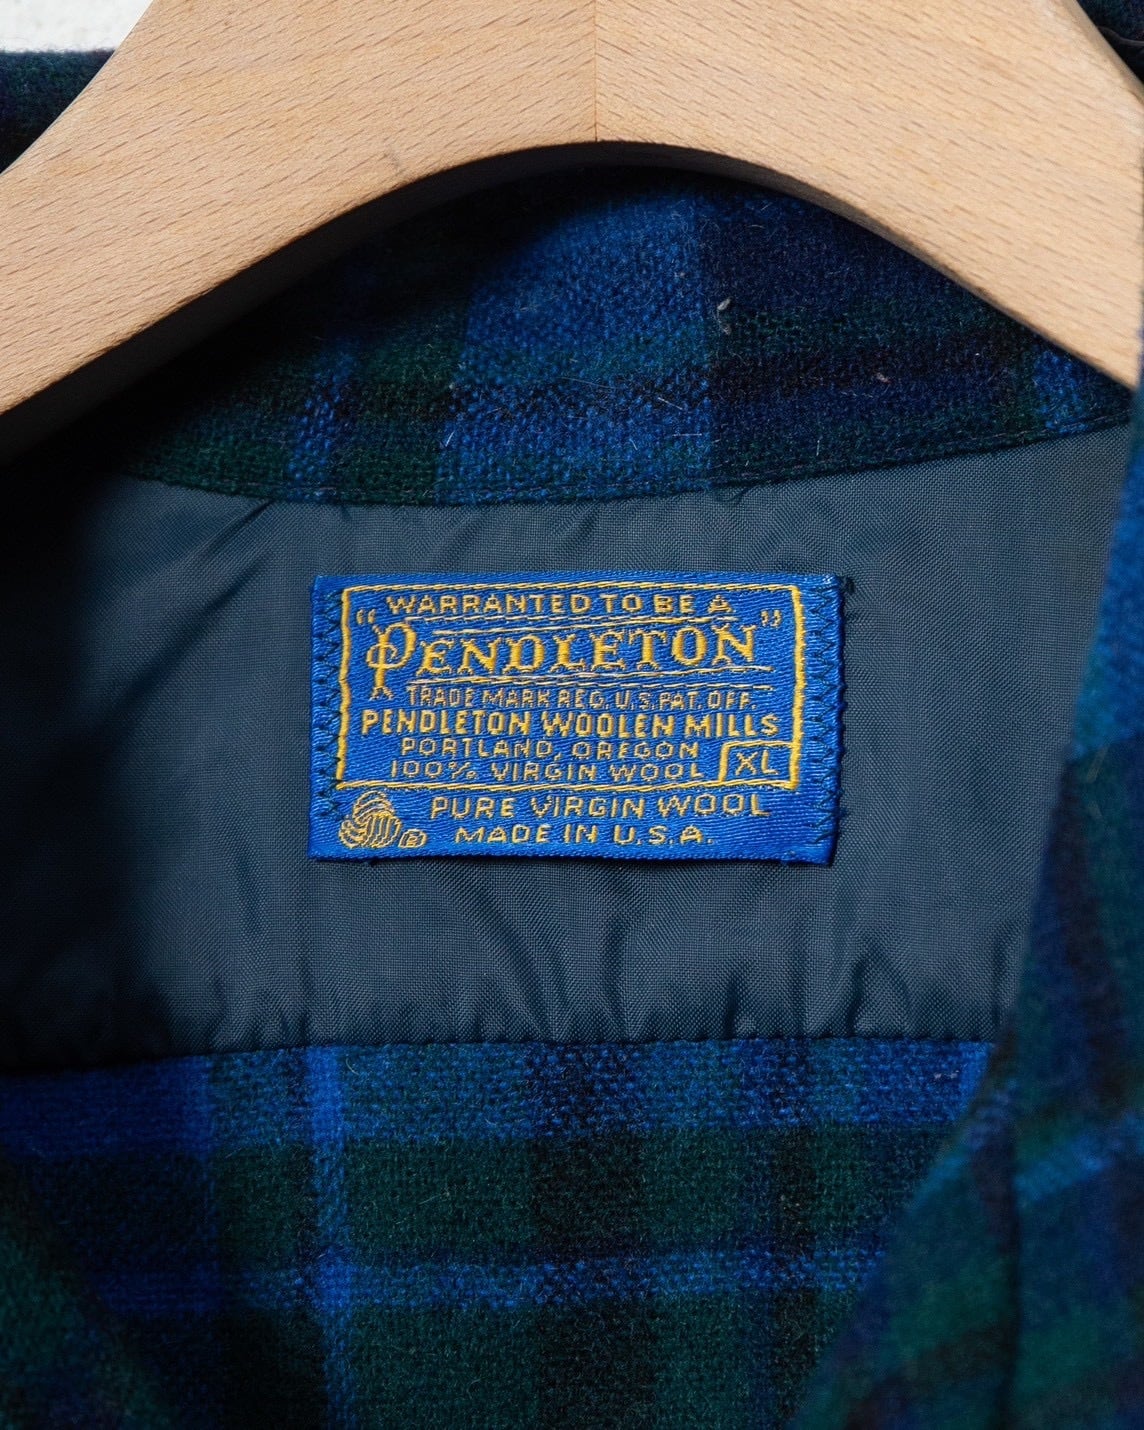 WARRANTED TO BE A
"PENDLETON"
TRADE MARK REG. U.S. PAT. OFF.
PENDLETON WOOLEN MILLS
PORTLAND, OREGON
100% VIRGIN WOOL XL
PURE VIRGIN WOOL
® MADE IN U.S.A.